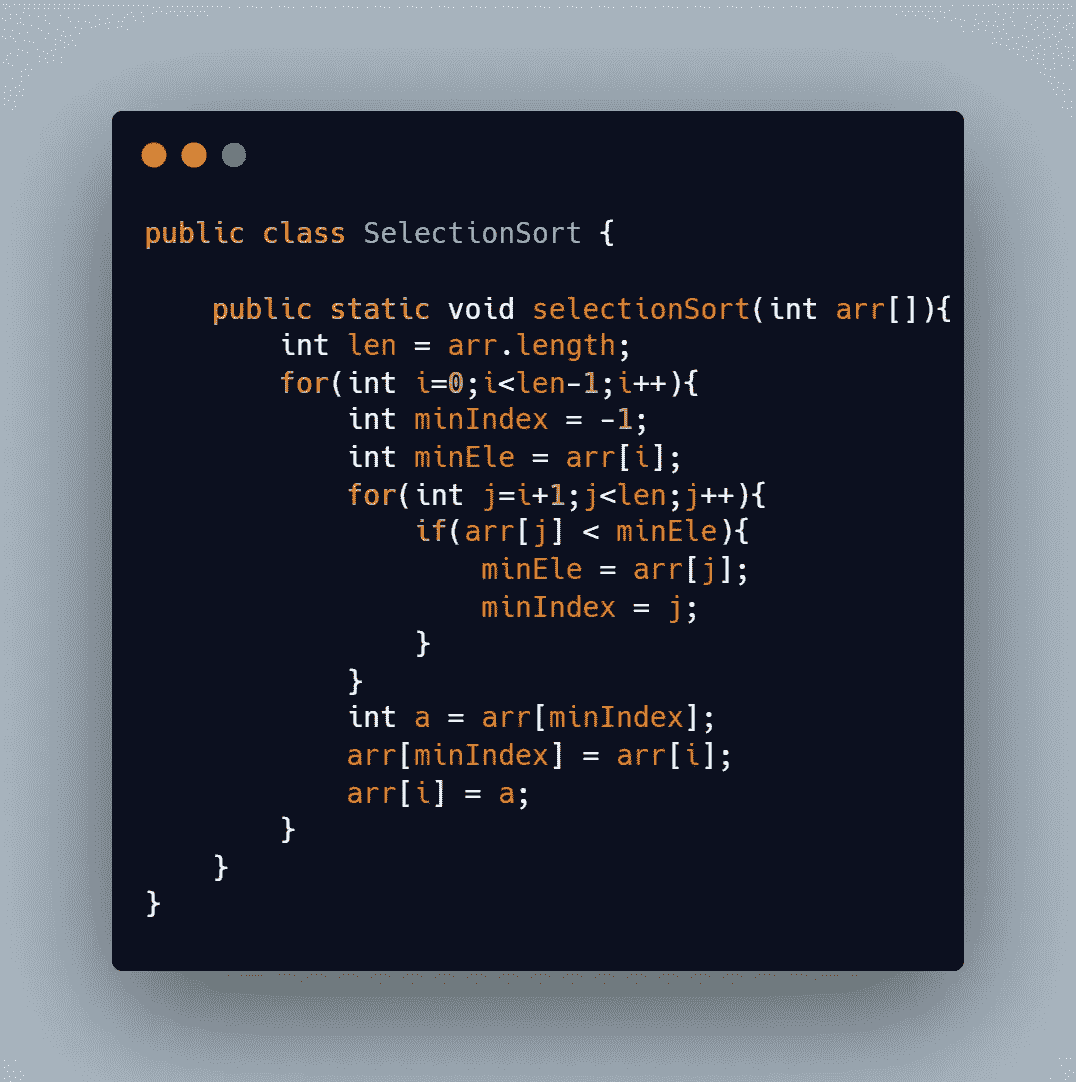 public class SelectionSort {
public static void selectionSort(int arr[]){
int len = arr.length;
for(int i=0;i<len-1;i++){
int minIndex = -1;
int minEle = arr[i];
for(int j=i+1;j<len;j++){
if(arr[j] < minEle){
minEle = arr[j];
minIndex = j;
}
}
int a = arr[minIndex];
arr[minIndex] = arr[i];
arr[i] = a;
}
}
}